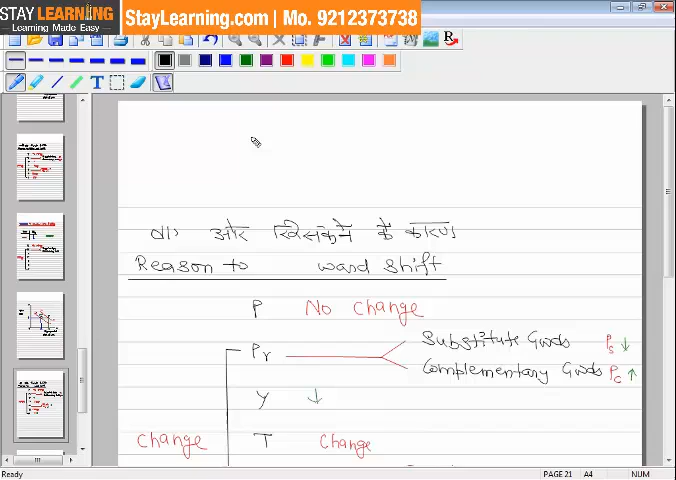 STAY LEARNING
Learning Made Easy
StayLearning.com | Mo. 9212373738
T
R
और खिसकने के कारण
Reason to ward shift
P No Change
Pr Substitute Goods Ps ↓
Complementary Goods Pc ↑
Y ↓
Change T Change
Ready PAGE 21 A4 NUM